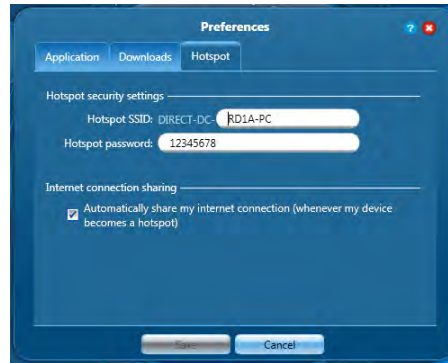 Preferences
?
Application Downloads Hotspot
Hotspot security settings
Hotspot SSID: DIRECT-DC- RD1A-PC
Hotspot password: 12345678
Internet connection sharing
Automatically share my internet connection (whenever my device
becomes a hotspot)
Save Cancel